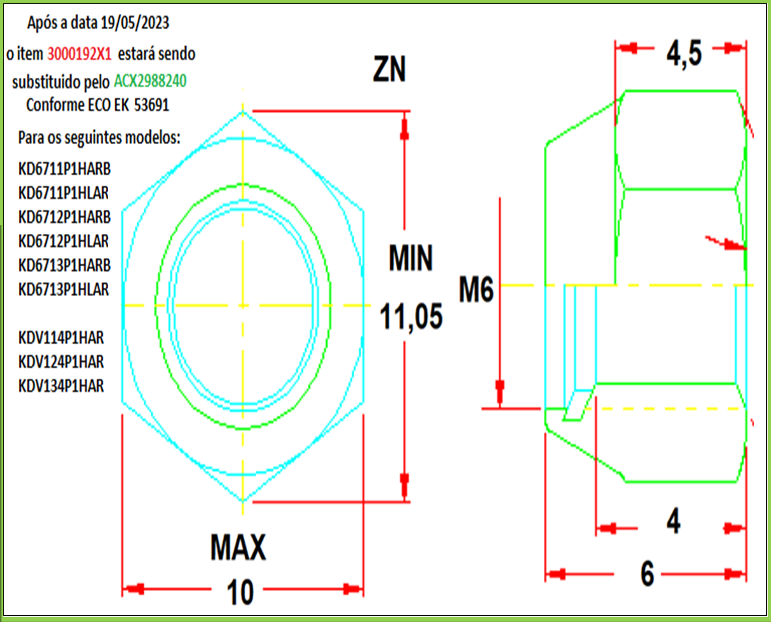 Após a data 19/05/2023
o item 3000192X1 estará sendo
substituido pelo ACX2988240
Conforme ECO EK 53691
Para os seguintes modelos:
KD6711P1HARB
KD6711P1HLAR
KD6712P1HARB
KD6712P1HLAR
KD6713P1HARB
KD6713P1HLAR
KDV114P1HAR
KDV124P1HAR
KDV134P1HAR
ZN
MIN
11,05
MAX
10
4,5
M6
4
6